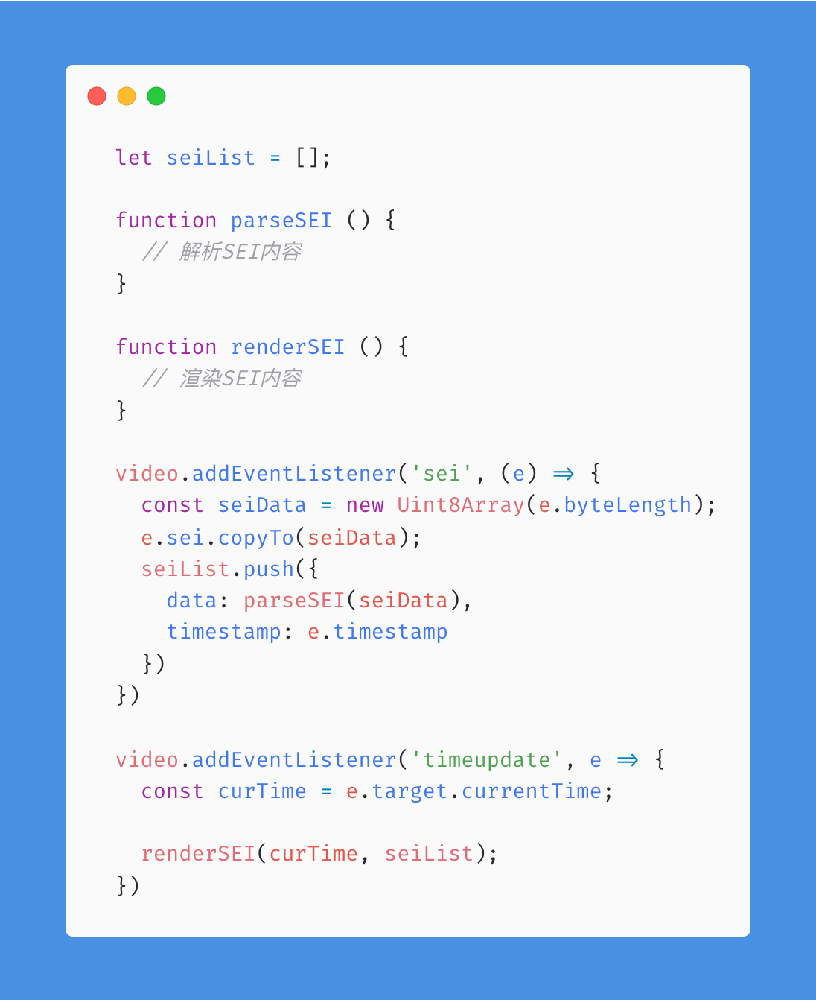 let seiList = [];
function parseSEI () {
// 解析SEI内容
}
function renderSEI () {
// 渲染SEI内容
}
video.addEventListener('sei', (e) => {
const seiData = new Uint8Array(e.byteLength);
e.sei.copyTo(seiData);
seiList.push({
data: parseSEI(seiData),
timestamp: e.timestamp
})
})
video.addEventListener('timeupdate', e => {
const curTime = e.target.currentTime;
renderSEI(curTime, seiList);
})